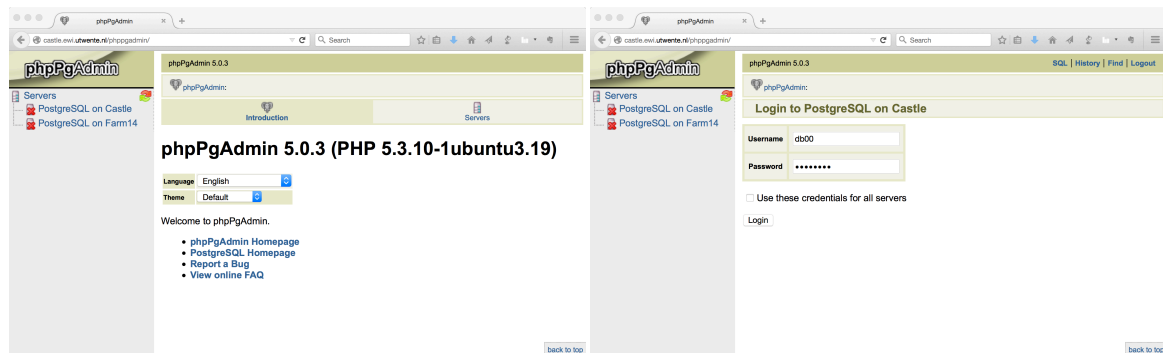 phpPgAdmin
castle.ewi.utwente.nl/phppgadmin/
Search
phpPgAdmin
Servers
PostgreSQL on Castle
PostgreSQL on Farm14
phpPgAdmin 5.0.3
phpPgAdmin:
Introduction
Servers
phpPgAdmin 5.0.3 (PHP 5.3.10-1ubuntu3.19)
Language English
Theme Default
Welcome to phpPgAdmin.
• phpPgAdmin Homepage
• PostgreSQL Homepage
• Report a Bug
• View online FAQ
back to top
phpPgAdmin
castle.ewi.utwente.nl/phppgadmin/
Search
phpPgAdmin
Servers
PostgreSQL on Castle
PostgreSQL on Farm14
phpPgAdmin 5.0.3 SQL | History | Find | Logout
phpPgAdmin:
Login to PostgreSQL on Castle
Username db00
Password ••••••••
Use these credentials for all servers
Login
back to top